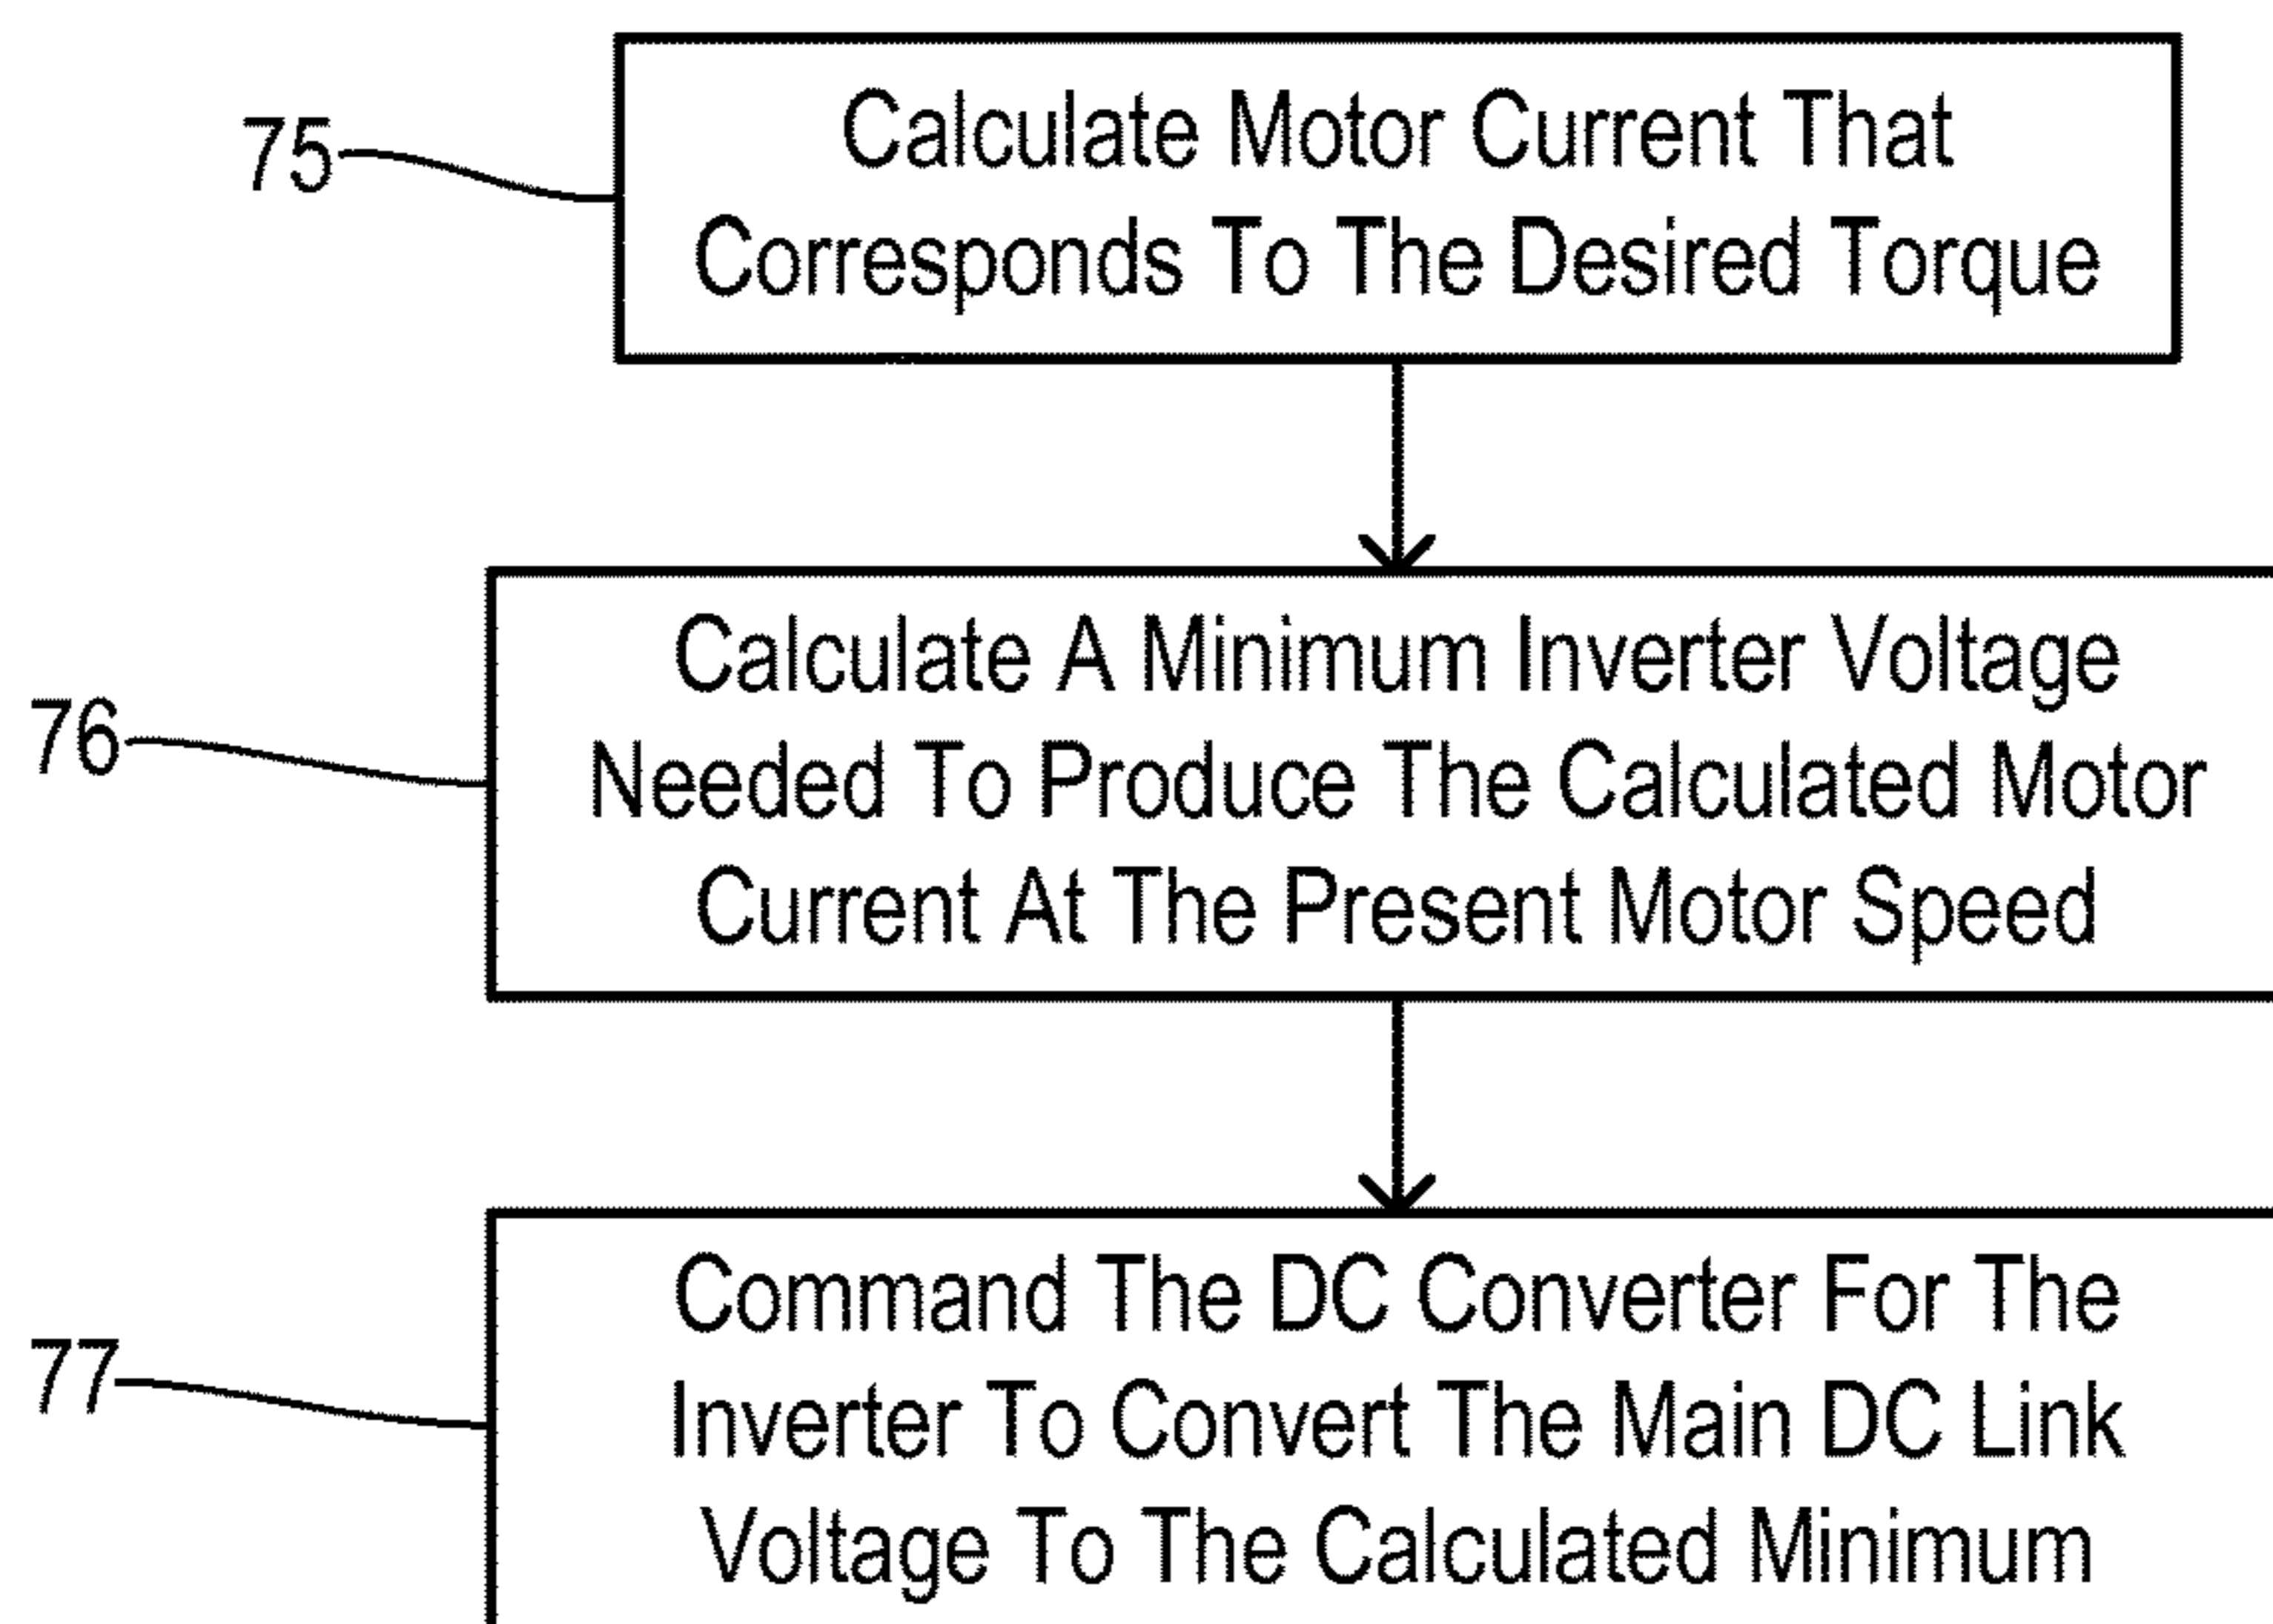 75
Calculate Motor Current That
Corresponds To The Desired Torque
76
Calculate A Minimum Inverter Voltage
Needed To Produce The Calculated Motor
Current At The Present Motor Speed
77
Command The DC Converter For The
Inverter To Convert The Main DC Link
Voltage To The Calculated Minimum